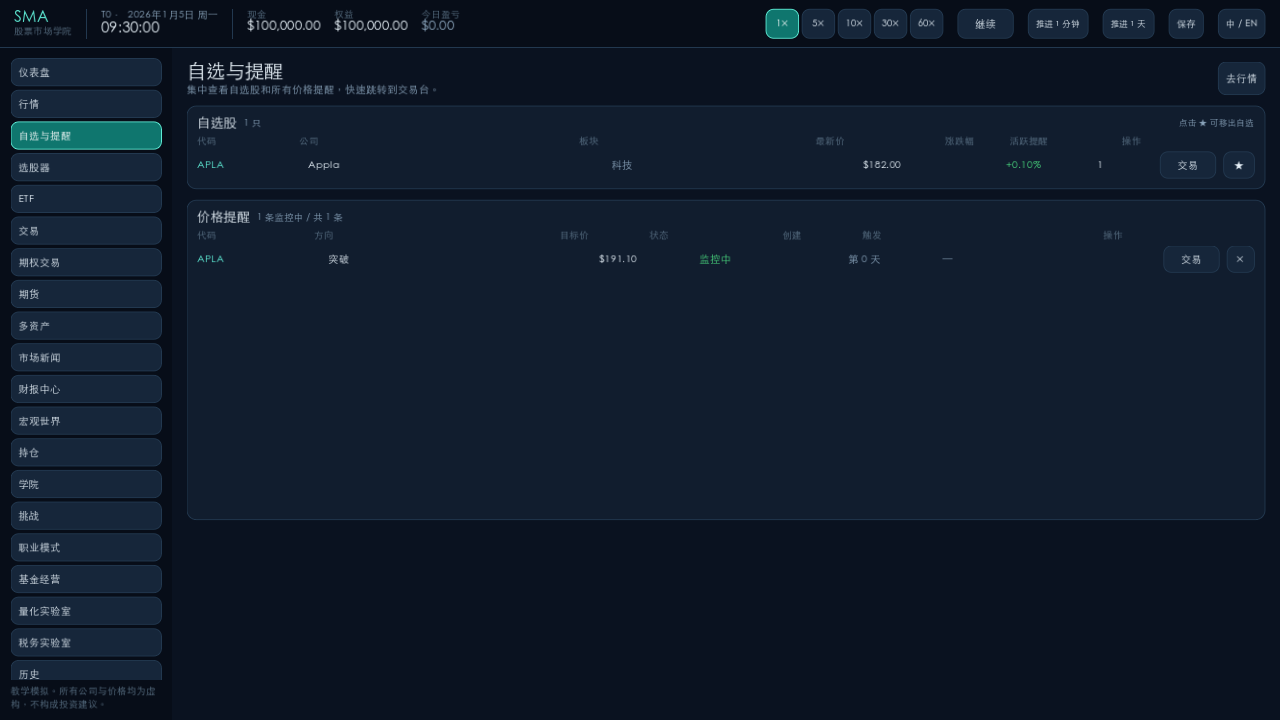 SMA
股票市场学院
T0 · 2026年1月5日 周一
09:30:00
现金
$100,000.00
权益
$100,000.00
今日盈亏
$0.00
1×
5×
10×
30×
60×
继续
推进 1 分钟
推进 1 天
保存
中 / EN
仪表盘
行情
自选与提醒
选股器
ETF
交易
期权交易
期货
多资产
市场新闻
财报中心
宏观世界
持仓
学院
挑战
职业模式
基金经营
量化实验室
税务实验室
历史
教学模拟。所有公司与价格均为虚
构，不构成投资建议。
自选与提醒
集中查看自选股和所有价格提醒，快速跳转到交易台。
去行情
自选股 1 只
点击 ★ 可移出自选
代码 公司 板块 最新价 涨跌幅 活跃提醒 操作
APLA Appla 科技 $182.00 +0.10% 1 交易 ★
价格提醒 1 条监控中 / 共 1 条
代码 方向 目标价 状态 创建 触发 操作
APLA 突破 $191.10 监控中 第 0 天 — 交易 ×